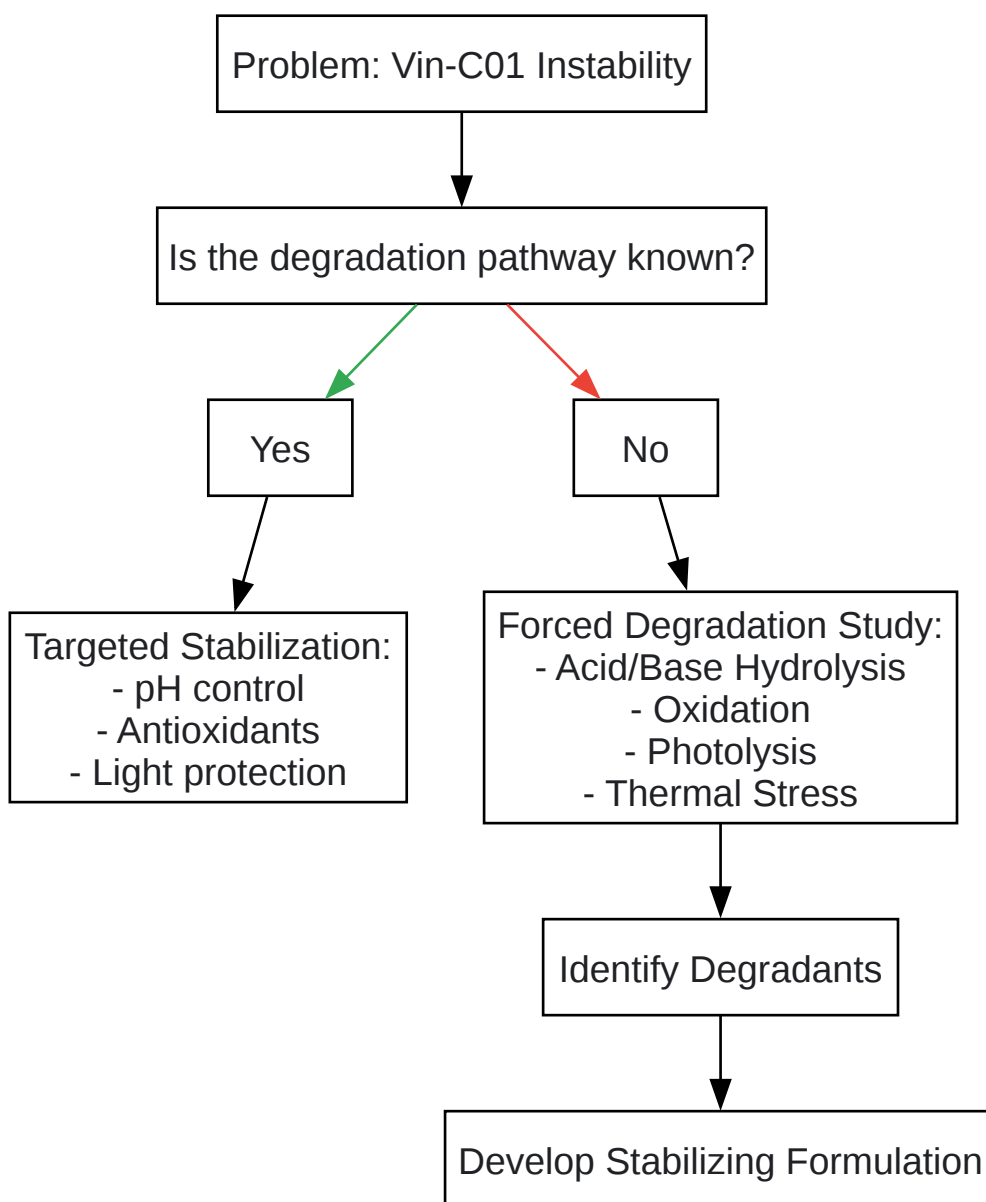 Problem: Vin-C01 Instability
Is the degradation pathway known?
Yes
No
Targeted Stabilization:
- pH control
- Antioxidants
- Light protection
Forced Degradation Study:
- Acid/Base Hydrolysis
- Oxidation
- Photolysis
- Thermal Stress
Identify Degradants
Develop Stabilizing Formulation